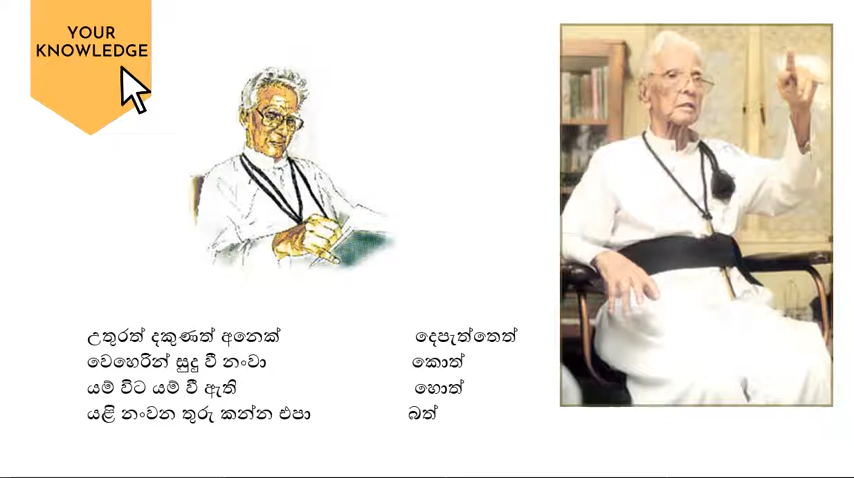 YOUR
KNOWLEDGE
උතුරත් දකුණත් අනෙක් දෙපැත්තෙත්
වෙහෙරින් සුදු වී නංවා කොත්
යම් විට යම් වී ඇති හොත්
යළි නංවන තුරු කන්න එපා බත්